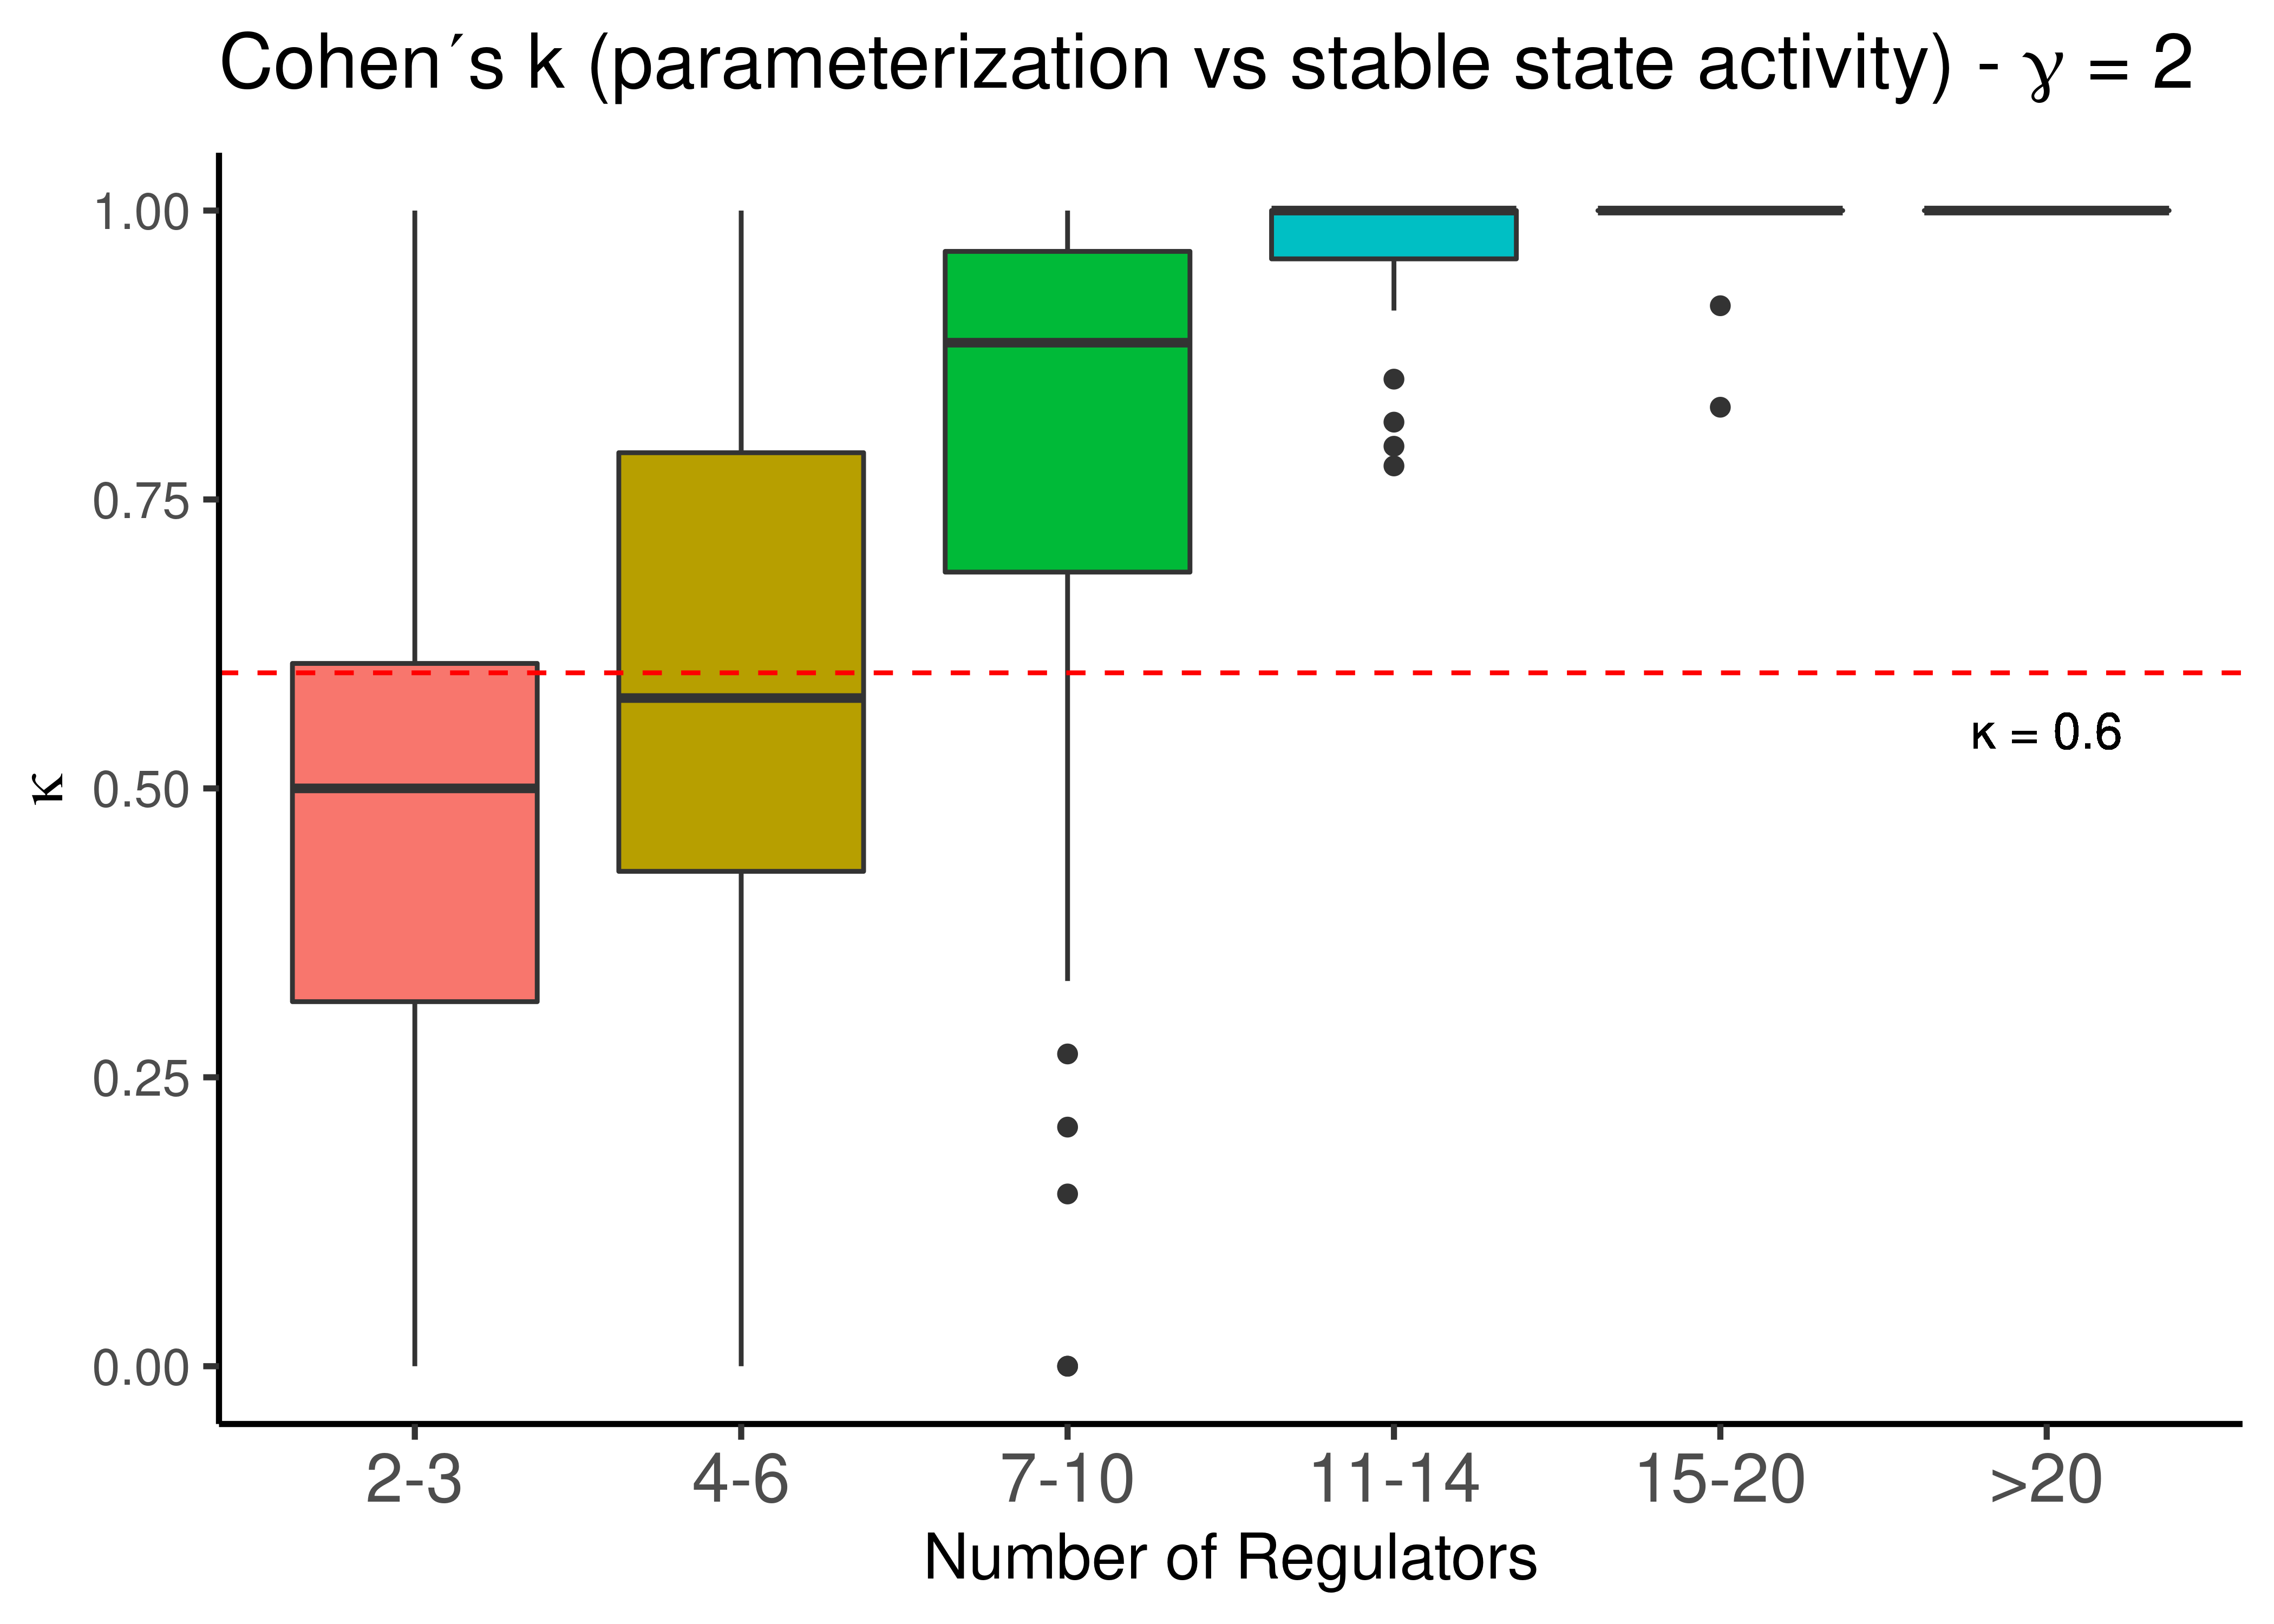 Cohen´s k (parameterization vs stable state activity) - γ = 2
1.00
0.75
κ = 0.6
κ
0.50
0.25
0.00
2-3 4-6 7-10 11-14 15-20 >20
Number of Regulators